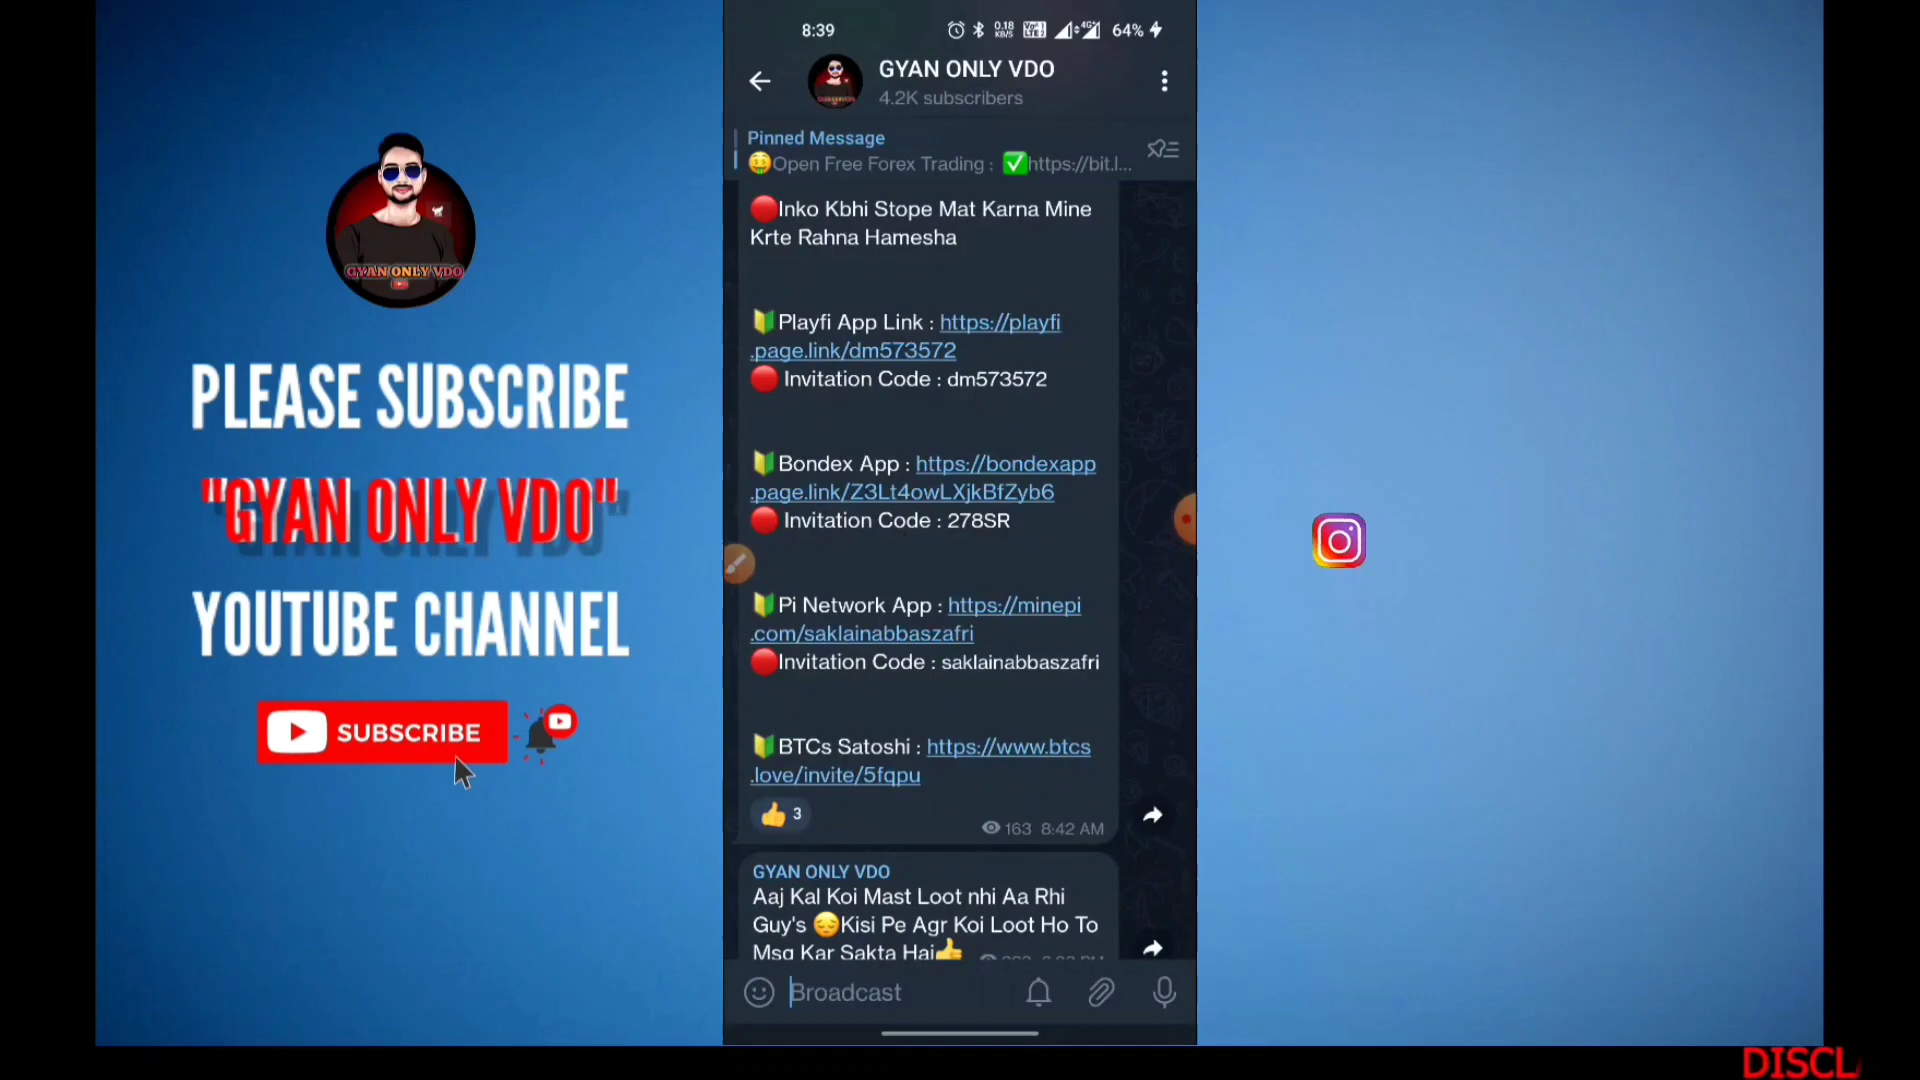 GYAN ONLY VDO
PLEASE SUBSCRIBE
"GYAN ONLY VDO"
YOUTUBE CHANNEL
SUBSCRIBE
8:39
0.18
KB/S
64%
GYAN ONLY VDO
4.2K subscribers
Pinned Message
🤑Open Free Forex Trading : ✅https://bit.l...
🔴Inko Kbhi Stope Mat Karna Mine
Krte Rahna Hamesha
🔰Playfi App Link : https://playfi
.page.link/dm573572
🔴 Invitation Code : dm573572
🔰Bondex App : https://bondexapp
.page.link/Z3Lt4owLXjkBfZyb6
🔴 Invitation Code : 278SR
🔰Pi Network App : https://minepi
.com/saklainabbaszafri
🔴Invitation Code : saklainabbaszafri
🔰BTCs Satoshi : https://www.btcs
.love/invite/5fqpu
👍 3
163 8:42 AM
GYAN ONLY VDO
Aaj Kal Koi Mast Loot nhi Aa Rhi
Guy's 😔Kisi Pe Agr Koi Loot Ho To
Msg Kar Sakta Hai👍
Broadcast
DISCL